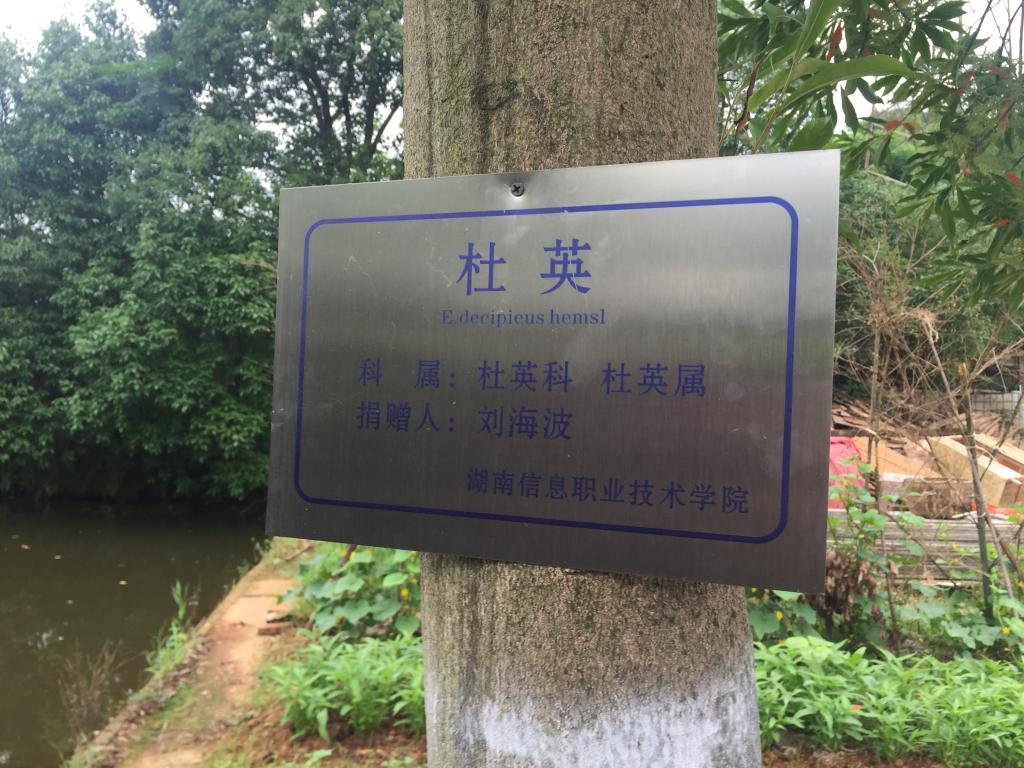 杜英
E.decipieus hemsl
科 属：杜英科 杜英属
捐赠人：刘海波
湖南信息职业技术学院